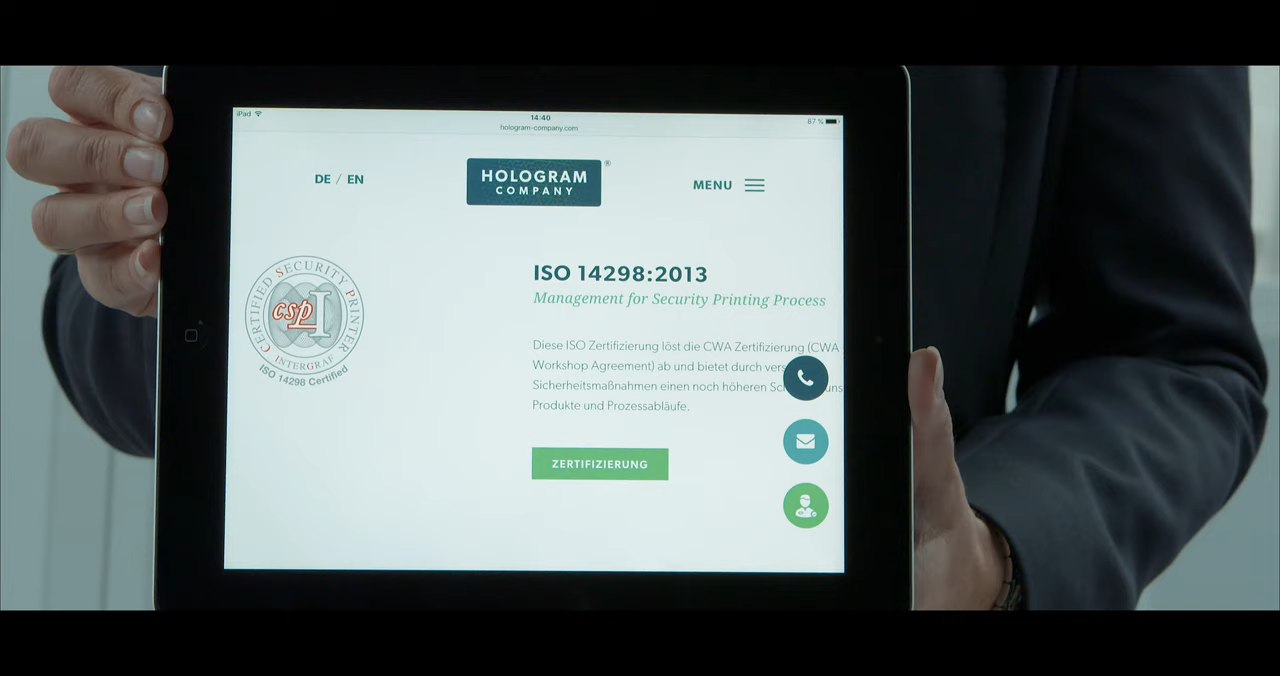 iPad
14:40
87 %
hologram-company.com
DE / EN
HOLOGRAM
COMPANY
®
MENU
CERTIFIED SECURITY PRINTER
cspI
INTERGRAF
ISO 14298 Certified
ISO 14298:2013
Management for Security Printing Process
Diese ISO Zertifizierung löst die CWA Zertifizierung (CWA
Workshop Agreement) ab und bietet durch
Sicherheitsmaßnahmen einen noch höheren
Produkte und Prozessabläufe.
ZERTIFIZIERUNG